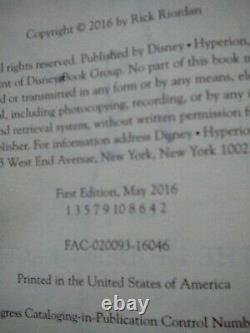 Copyright © 2016 by Rick Riordan
ll rights reserved. Published by Disney • Hyperion,
nt of Disney Book Group. No part of this book m
d or transmitted in any form or by any means, ele
l, including photocopying, recording, or by any in
and retrieval system, without written permission f
blisher. For information address Disney • Hyperion
5 West End Avenue, New York, New York 1002
First Edition, May 2016
1 3 5 7 9 10 8 6 4 2
FAC-020093-16046
Printed in the United States of America
gress Cataloging-in-Publication Control Numb